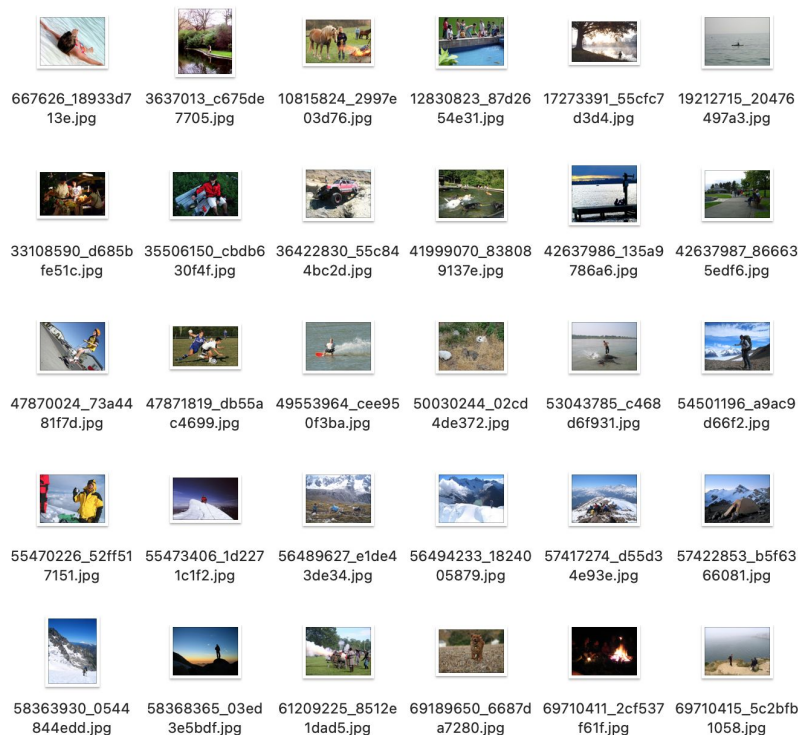 667626_18933d7
13e.jpg
3637013_c675de
7705.jpg
10815824_2997e
03d76.jpg
12830823_87d26
54e31.jpg
17273391_55cfc7
d3d4.jpg
19212715_20476
497a3.jpg
33108590_d685b
fe51c.jpg
35506150_cbdb6
30f4f.jpg
36422830_55c84
4bc2d.jpg
41999070_83808
9137e.jpg
42637986_135a9
786a6.jpg
42637987_86663
5edf6.jpg
47870024_73a44
81f7d.jpg
47871819_db55a
c4699.jpg
49553964_cee95
0f3ba.jpg
50030244_02cd
4de372.jpg
53043785_c468
d6f931.jpg
54501196_a9ac9
d66f2.jpg
55470226_52ff51
7151.jpg
55473406_1d227
1c1f2.jpg
56489627_e1de4
3de34.jpg
56494233_18240
05879.jpg
57417274_d55d3
4e93e.jpg
57422853_b5f63
66081.jpg
58363930_0544
844edd.jpg
58368365_03ed
3e5bdf.jpg
61209225_8512e
1dad5.jpg
69189650_6687d
a7280.jpg
69710411_2cf537
f61f.jpg
69710415_5c2bfb
1058.jpg